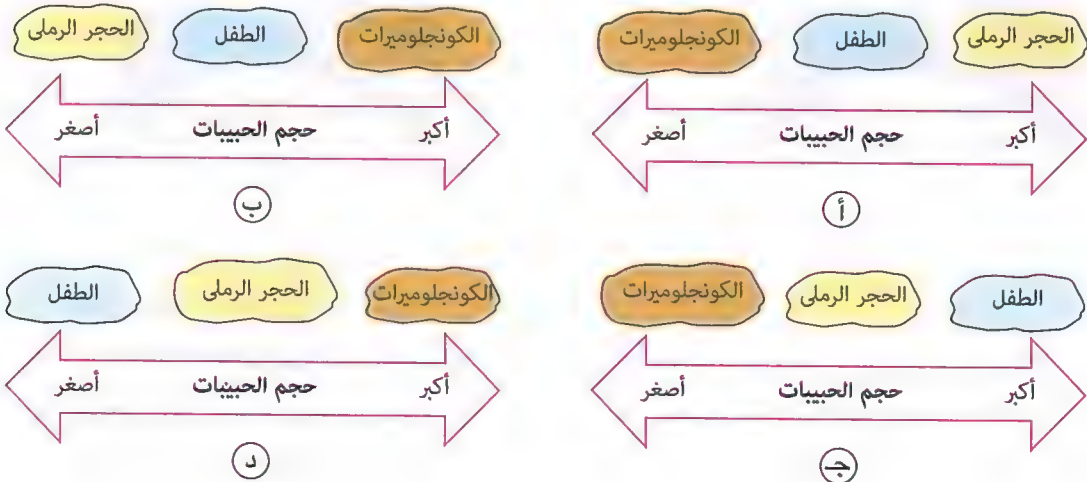 الحجر الرملى الطفل الكونجلوميرات
أكبر حجم الحبيبات أصغر
أ
الكونجلوميرات الطفل الحجر الرملى
أكبر حجم الحبيبات أصغر
ب
الطفل الحجر الرملى الكونجلوميرات
أكبر حجم الحبيبات أصغر
جـ
الكونجلوميرات الحجر الرملى الطفل
أكبر حجم الحبيبات أصغر
د